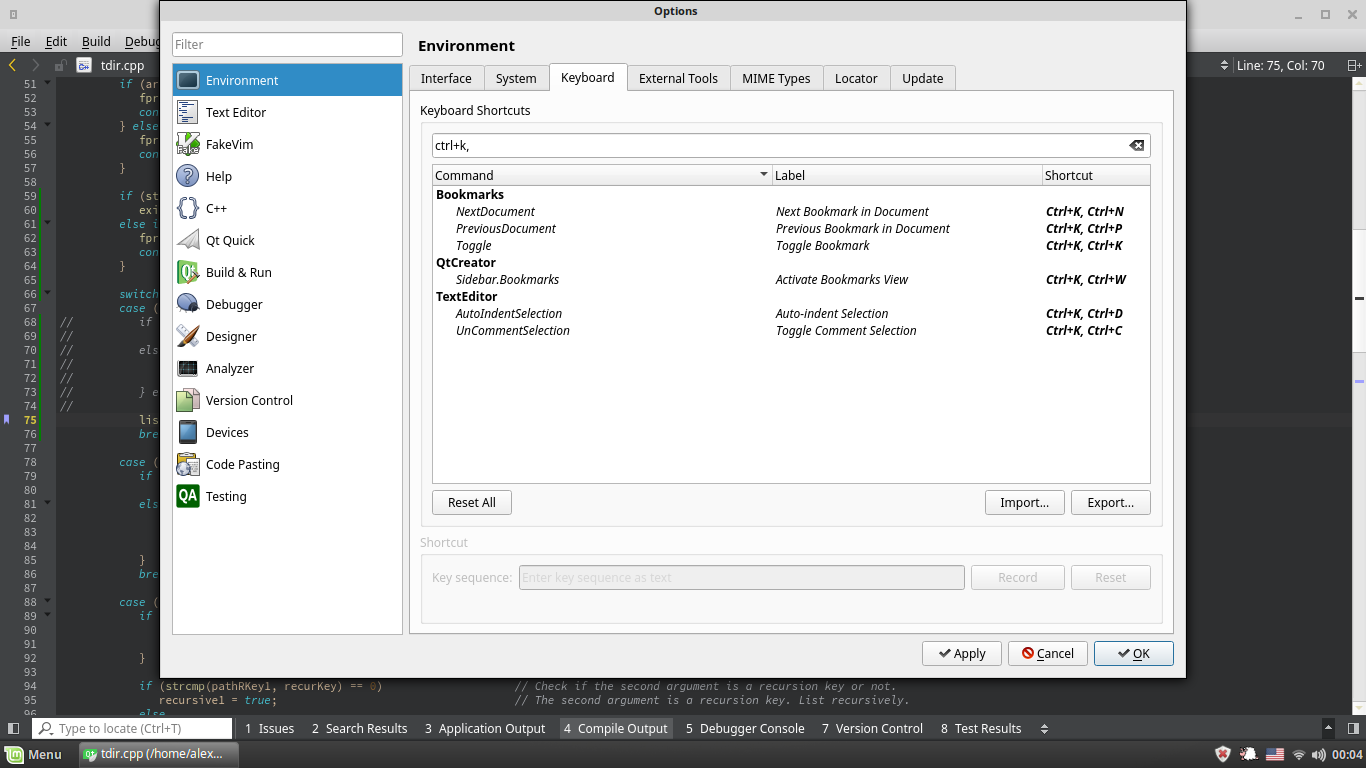 Options
File Edit Build Debug
tdir.cpp
Line: 75, Col: 70
Filter
Environment
Text Editor
FakeVim
Help
C++
Qt Quick
Build & Run
Debugger
Designer
Analyzer
Version Control
Devices
Code Pasting
QA Testing
Environment
Interface System Keyboard External Tools MIME Types Locator Update
Keyboard Shortcuts
ctrl+k,
Command Label Shortcut
Bookmarks
NextDocument Next Bookmark in Document Ctrl+K, Ctrl+N
PreviousDocument Previous Bookmark in Document Ctrl+K, Ctrl+P
Toggle Toggle Bookmark Ctrl+K, Ctrl+K
QtCreator
Sidebar.Bookmarks Activate Bookmarks View Ctrl+K, Ctrl+W
TextEditor
AutoIndentSelection Auto-indent Selection Ctrl+K, Ctrl+D
UnCommentSelection Toggle Comment Selection Ctrl+K, Ctrl+C
Reset All Import... Export...
Shortcut
Key sequence: Enter key sequence as text Record Reset
Apply Cancel OK
51 if (ar
52 fpr
53 con
54 } else
55 fpr
56 con
57 }
58
59 if (st
60 exi
61 else i
62 fpr
63 con
64 }
65
66 switch
67 case (
68 // if
69 //
70 // els
71 //
72 //
73 // } e
74 //
75 lis
76 bre
77
78 case (
79 if
80
81 els
82
83
84
85 }
86 bre
87
88 case (
89 if
90
91
92 }
93
94 if (strcmp(pathRKey1, recurKey) == 0) // Check if the second argument is a recursion key or not.
95 recursive1 = true; // The second argument is a recursion key. List recursively.
96 else
Type to locate (Ctrl+T) 1 Issues 2 Search Results 3 Application Output 4 Compile Output 5 Debugger Console 7 Version Control 8 Test Results
Menu tdir.cpp (/home/alex... 00:04